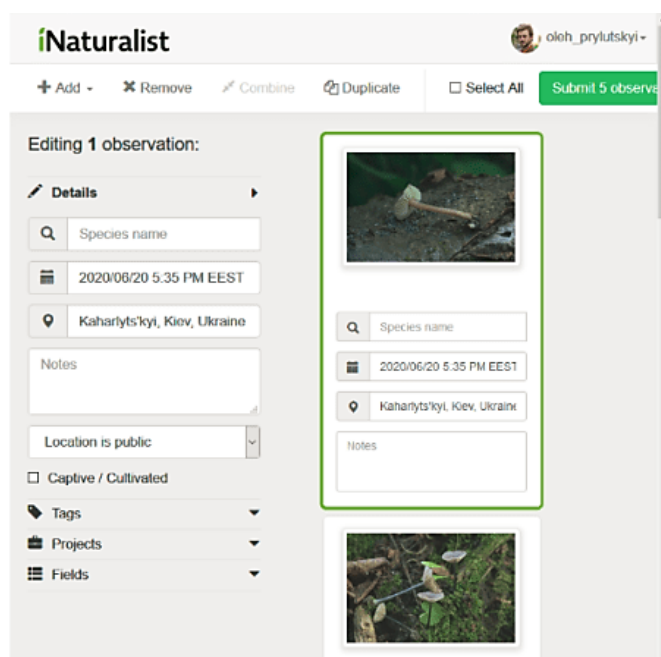 iNaturalist
oleh_prylutskyi
Add
Remove
Combine
Duplicate
Select All
Submit 5 observa
Editing 1 observation:
Details
Species name
2020/06/20 5:35 PM EEST
Kaharlyts'kyi, Kiev, Ukraine
Notes
Location is public
Captive / Cultivated
Tags
Projects
Fields
Species name
2020/06/20 5:35 PM EEST
Kaharlyts'kyi, Kiev, Ukraine
Notes